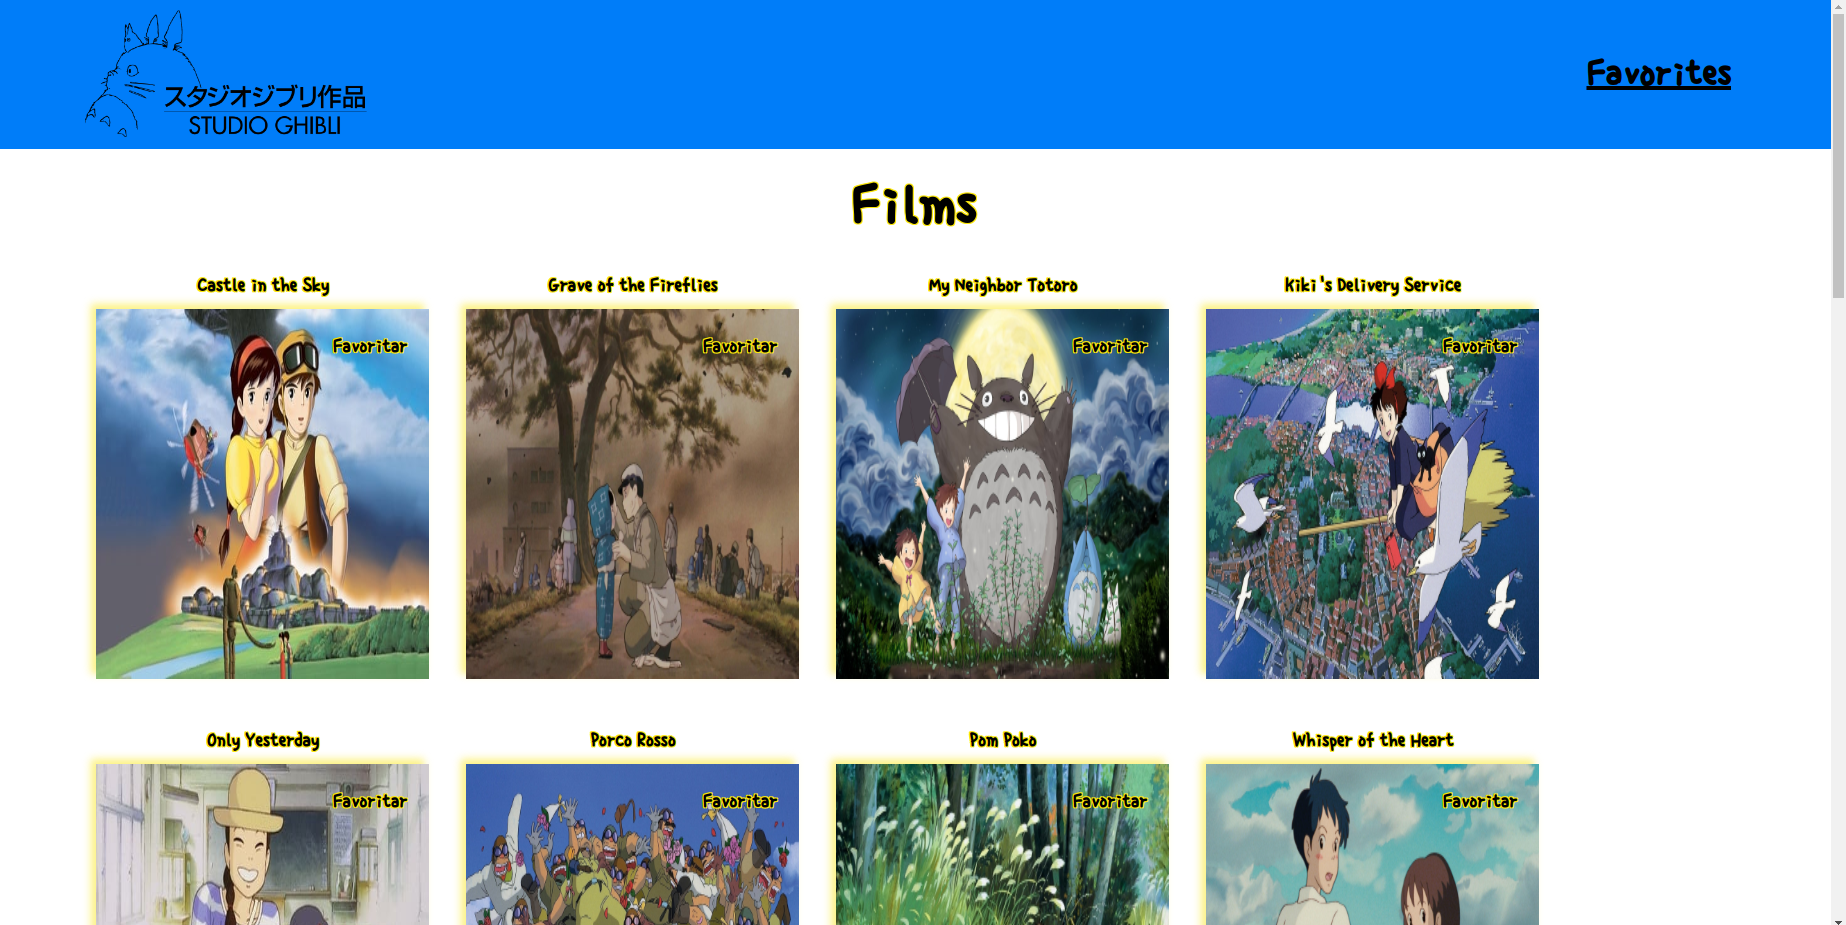 スタジオジブリ作品
STUDIO GHIBLI
Favorites
Films
Castle in the Sky
Grave of the Fireflies
My Neighbor Totoro
Kiki's Delivery Service
Favoritar
Favoritar
Favoritar
Favoritar
Only Yesterday
Porco Rosso
Pom Poko
Whisper of the Heart
Favoritar
Favoritar
Favoritar
Favoritar